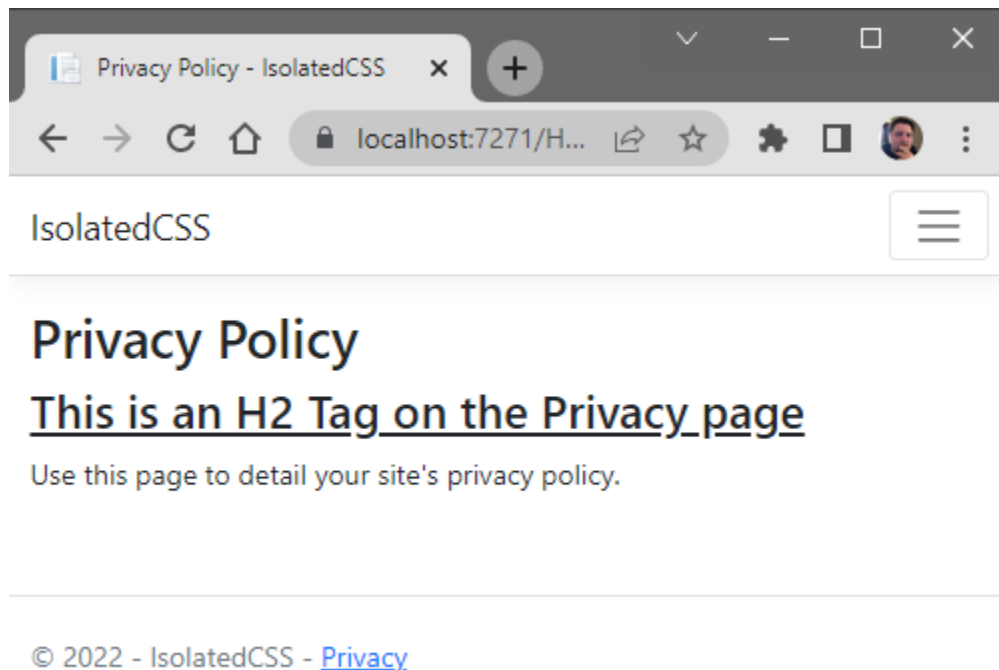 Privacy Policy - IsolatedCSS
localhost:7271/H...
IsolatedCSS
Privacy Policy
This is an H2 Tag on the Privacy page
Use this page to detail your site's privacy policy.
© 2022 - IsolatedCSS - Privacy